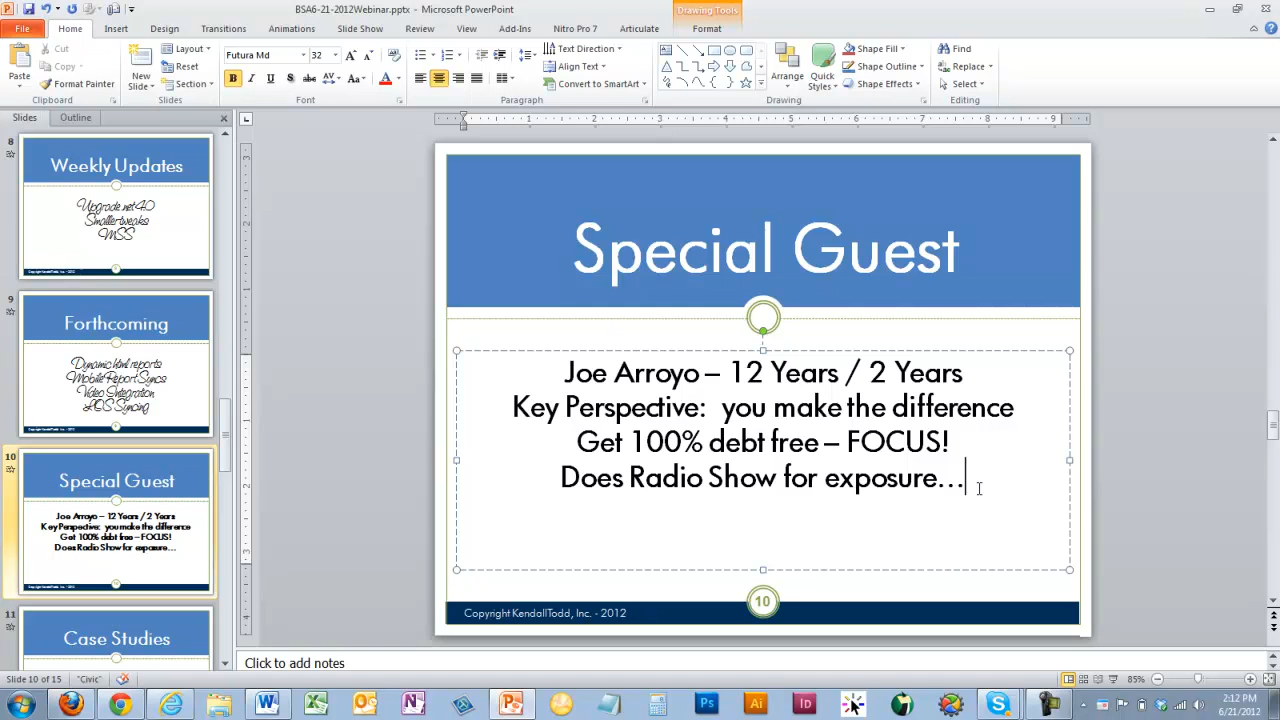 BSA6-21-2012Webinar.pptx - Microsoft PowerPoint
Drawing Tools
File Home Insert Design Transitions Animations Slide Show Review View Add-Ins Nitro Pro 7 Articulate Format
Cut
Copy
Format Painter
Paste
Clipboard
New
Slide
Layout
Reset
Section
Slides
Futura Md 32
B I U S abc AV Aa A
Font
Text Direction
Align Text
Convert to SmartArt
Paragraph
Arrange
Quick
Styles
Shape Fill
Shape Outline
Shape Effects
Drawing
Find
Replace
Select
Editing
Slides Outline
8
Weekly Updates
Upgrade .net 4.0
Smaller tweaks
MSS
9
Forthcoming
Dynamic html reports
Mobile Report Syncs
Video Integration
LOS Syncing
10
Special Guest
Joe Arroyo – 12 Years / 2 Years
Key Perspective: you make the difference
Get 100% debt free – FOCUS!
Does Radio Show for exposure…
11
Case Studies
Special Guest
Joe Arroyo – 12 Years / 2 Years
Key Perspective: you make the difference
Get 100% debt free – FOCUS!
Does Radio Show for exposure…
10
Copyright KendallTodd, Inc. - 2012
Click to add notes
Slide 10 of 15 "Civic" 85%
2:12 PM
6/21/2012